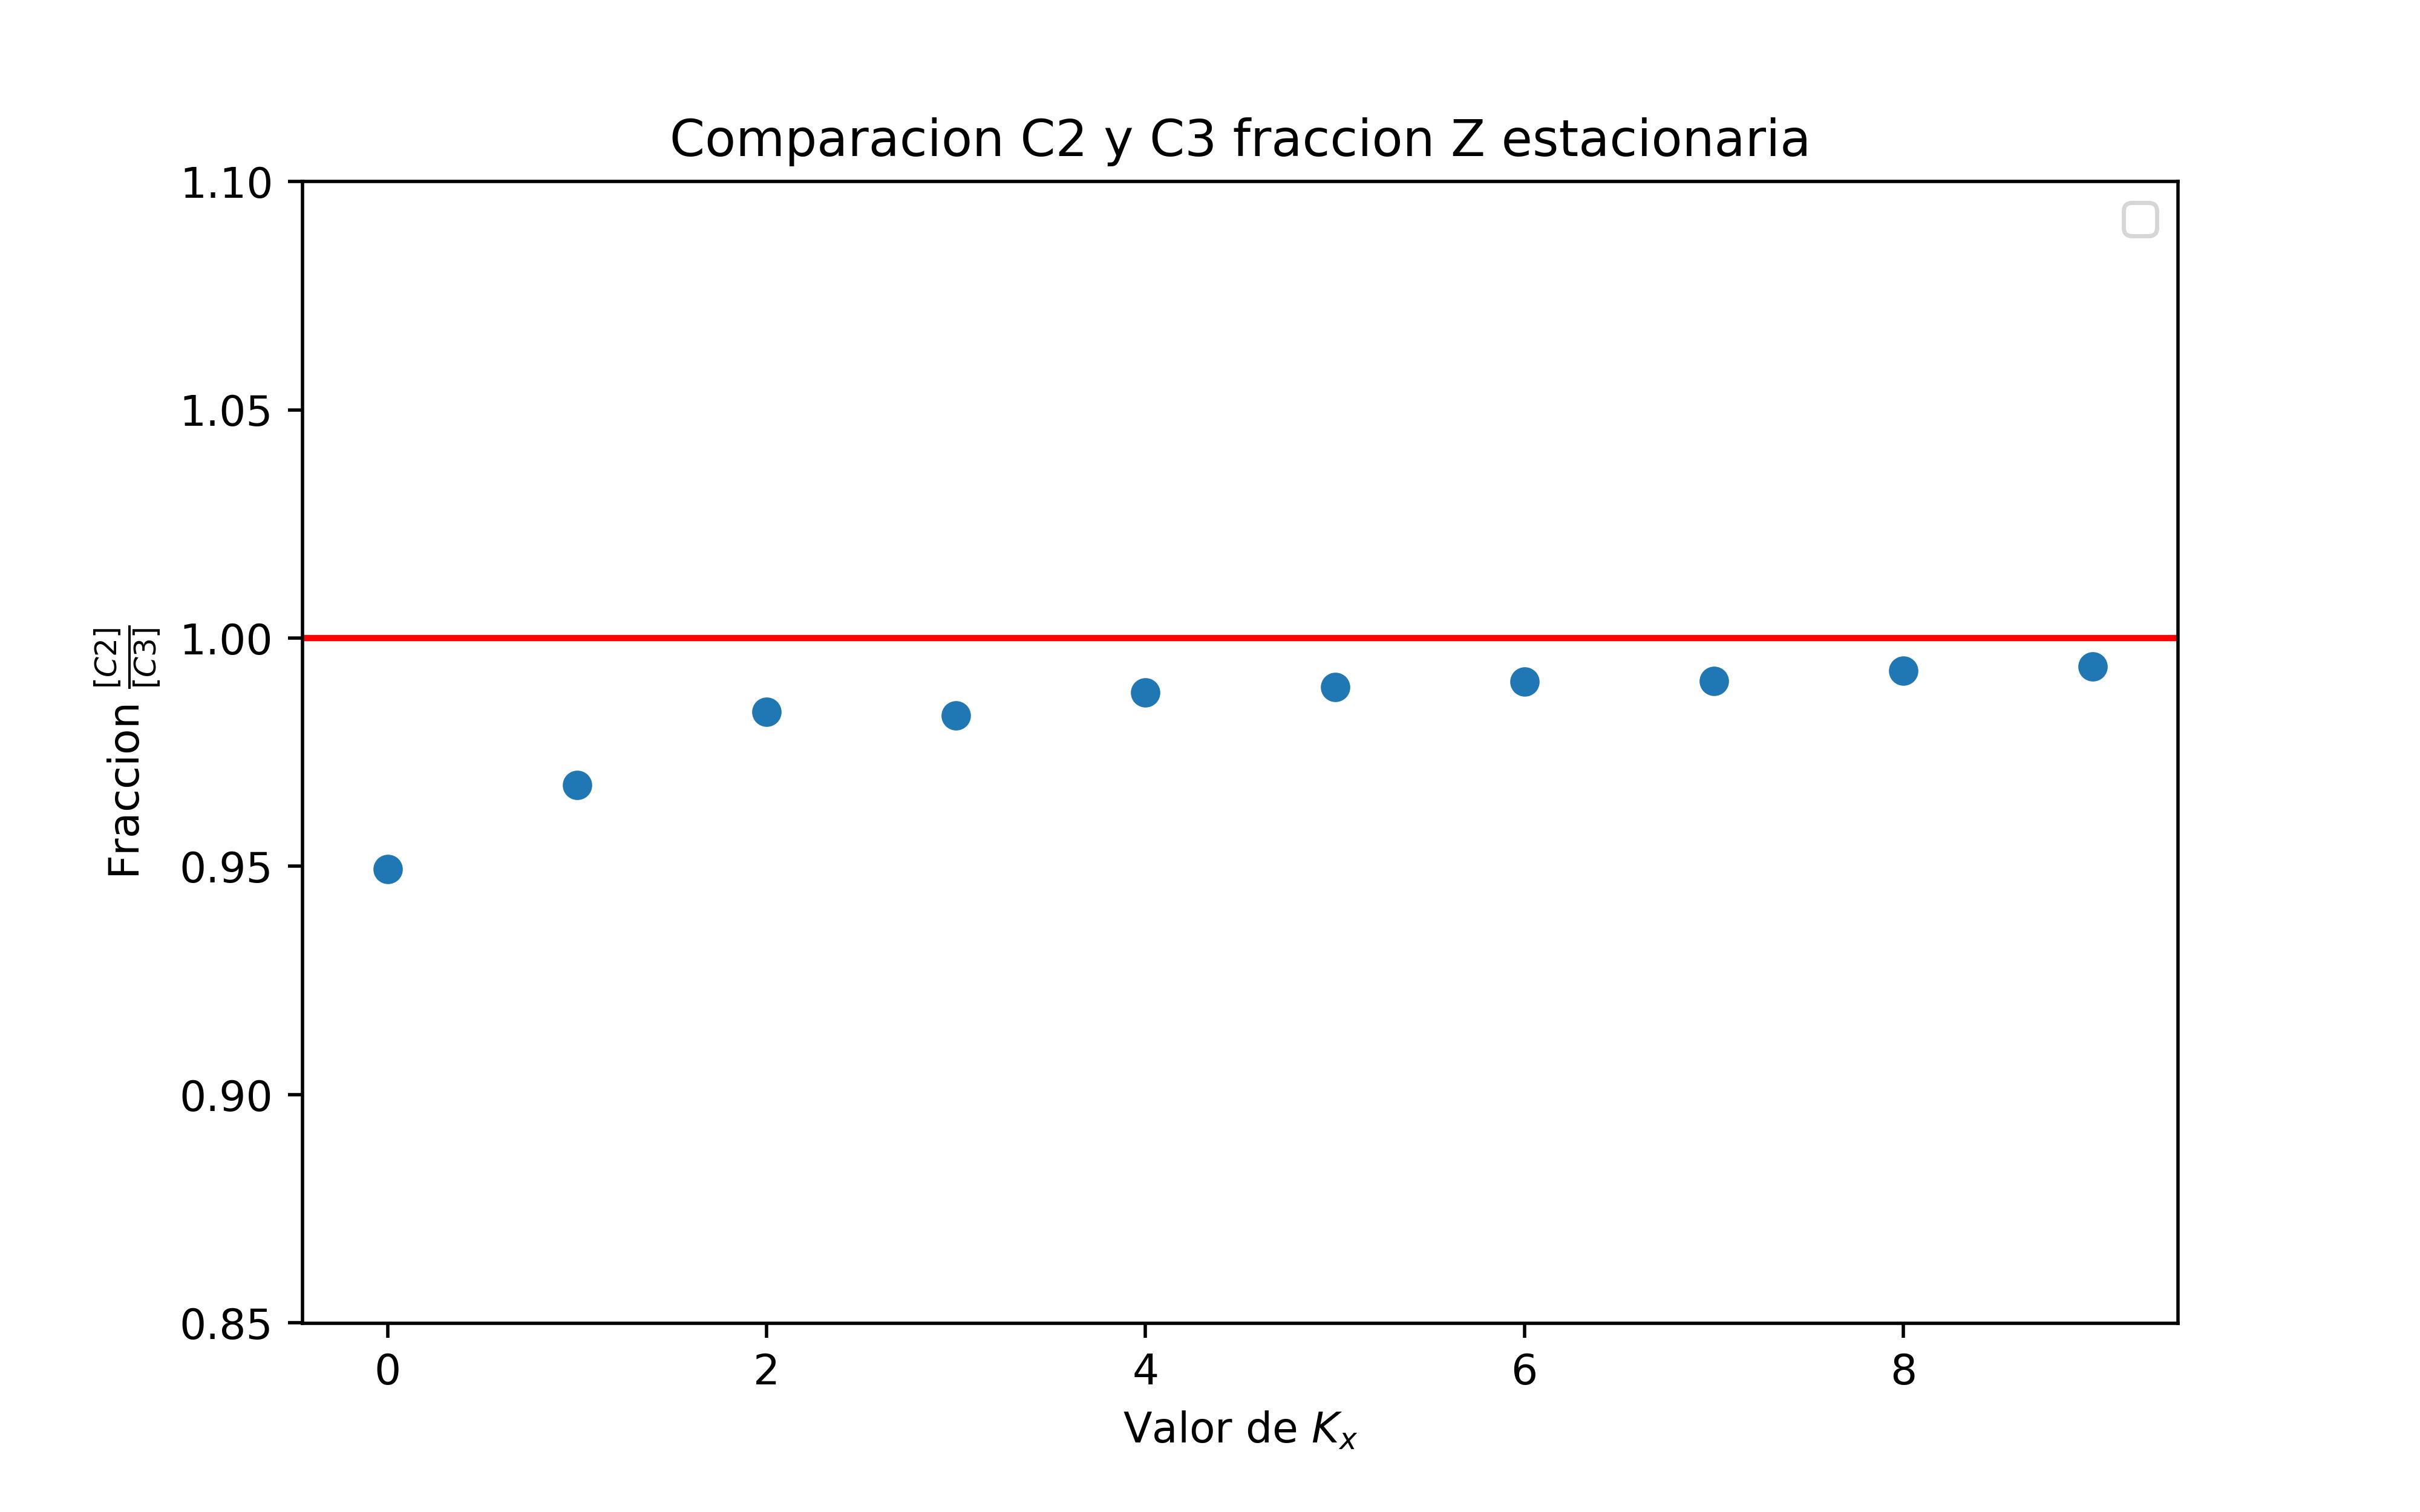 Comparacion C2 y C3 fraccion Z estacionaria
1.10
1.05
1.00
0.95
0.90
0.85
Fraccion [C2]/[C3]
0 2 4 6 8
Valor de Kₓ